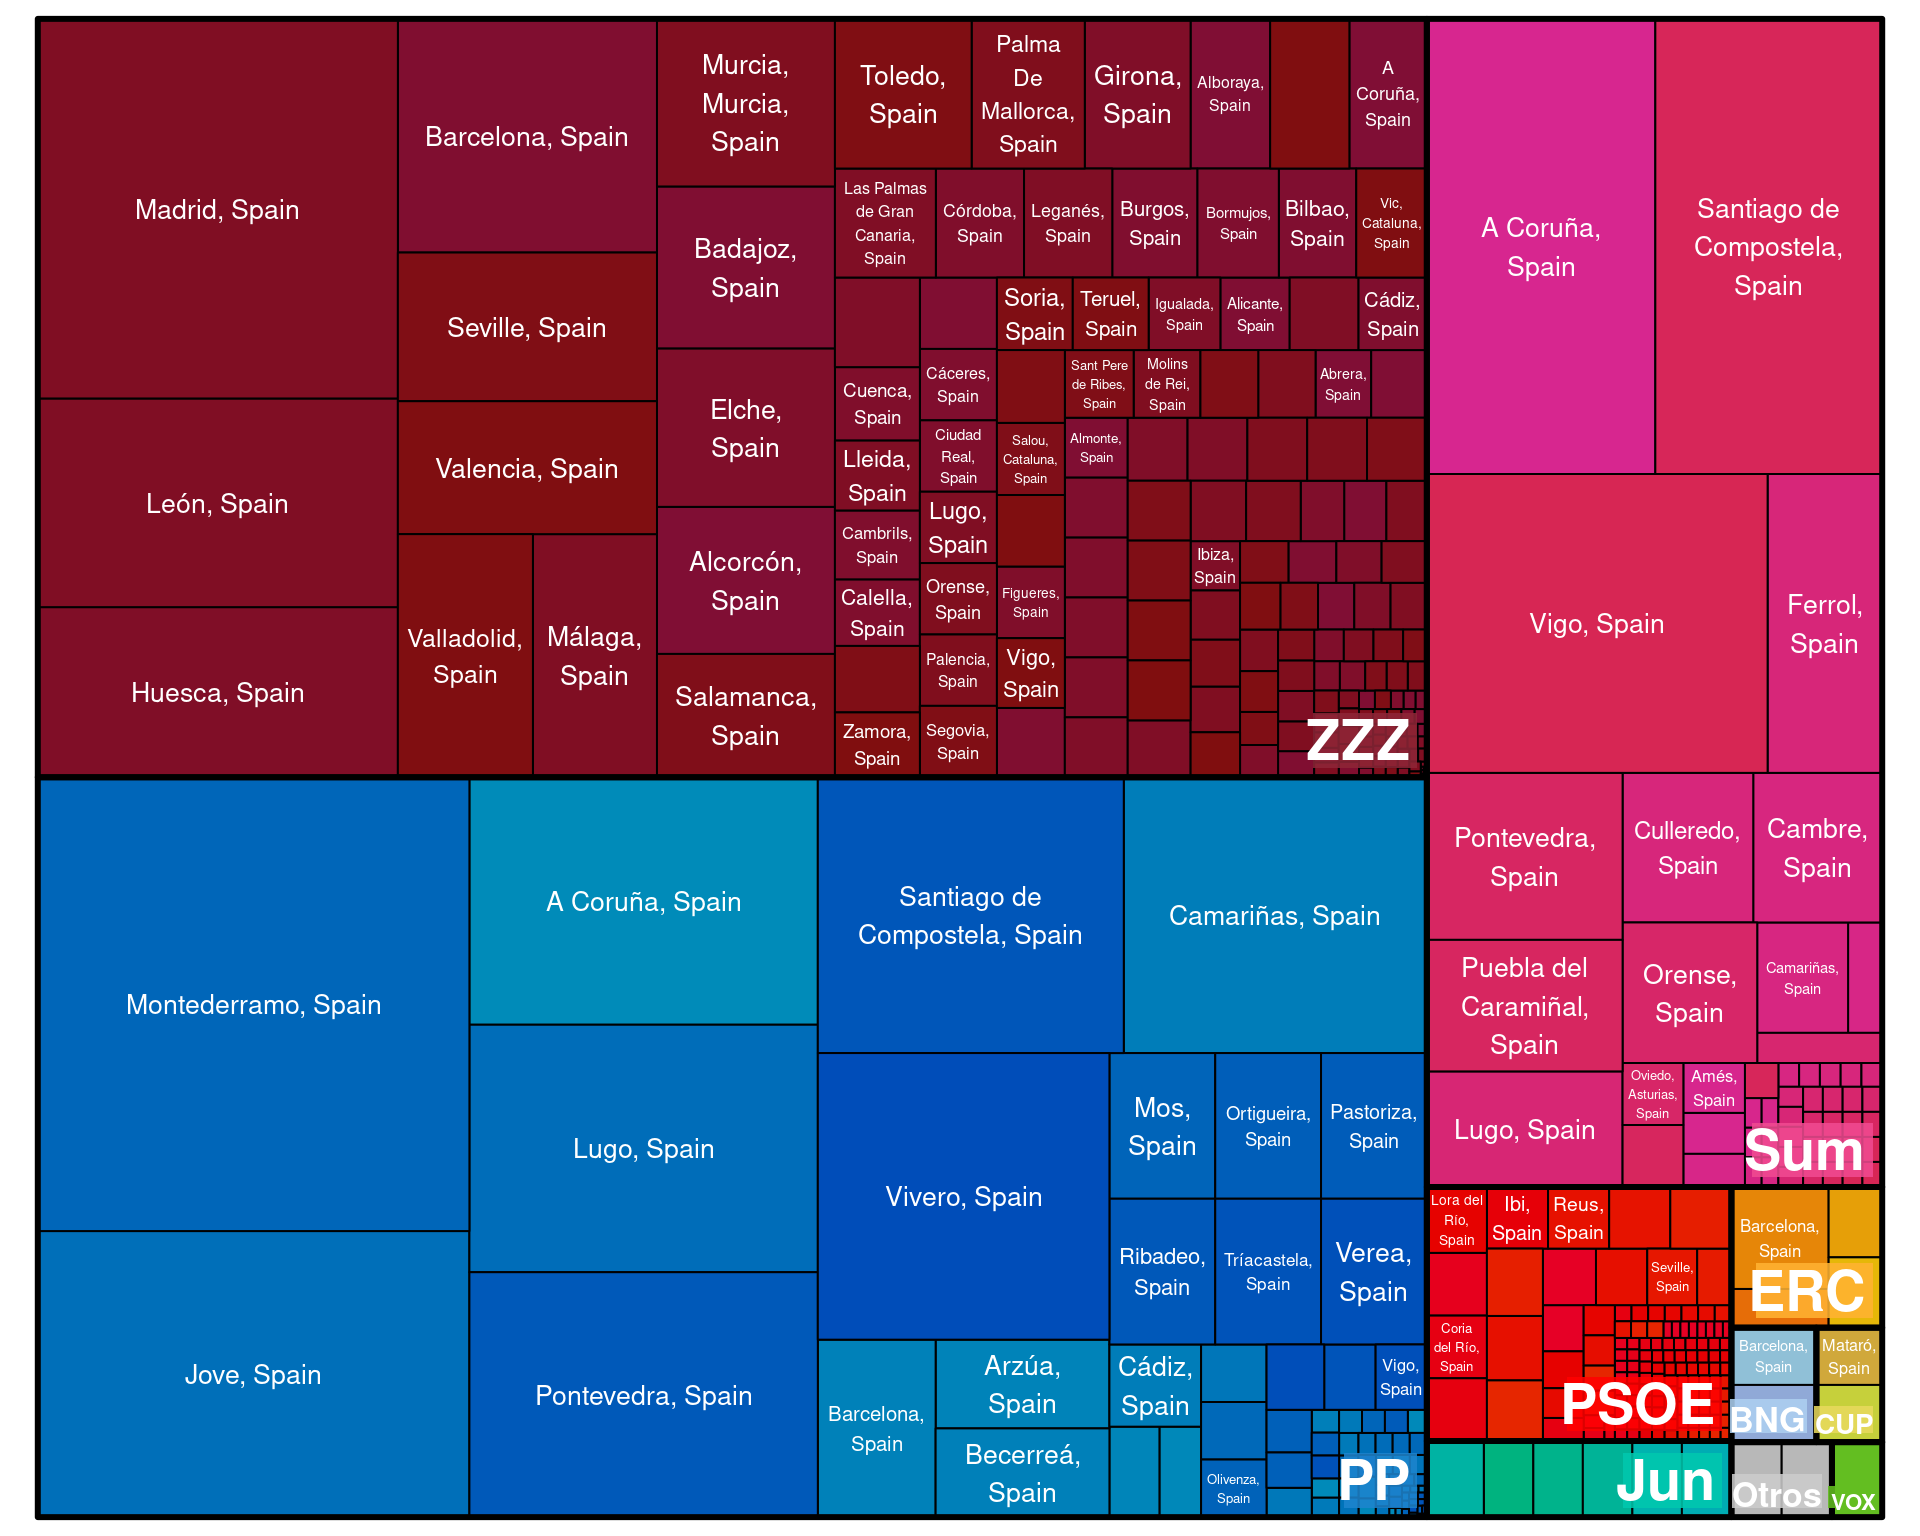 Madrid, Spain
León, Spain
Huesca, Spain
Barcelona, Spain
Seville, Spain
Valencia, Spain
Valladolid,
Spain
Málaga,
Spain
Murcia,
Murcia,
Spain
Badajoz,
Spain
Elche,
Spain
Alcorcón,
Spain
Salamanca,
Spain
Toledo,
Spain
Palma
De
Mallorca,
Spain
Girona,
Spain
Alboraya,
Spain
A
Coruña,
Spain
Las Palmas
de Gran
Canaria,
Spain
Córdoba,
Spain
Leganés,
Spain
Burgos,
Spain
Bormujos,
Spain
Bilbao,
Spain
Vic,
Cataluna,
Spain
Cuenca,
Spain
Lleida,
Spain
Cambrils,
Spain
Calella,
Spain
Zamora,
Spain
Cáceres,
Spain
Ciudad
Real,
Spain
Lugo,
Spain
Orense,
Spain
Palencia,
Spain
Segovia,
Spain
Soria,
Spain
Teruel,
Spain
Igualada,
Spain
Alicante,
Spain
Cádiz,
Spain
Salou,
Cataluna,
Spain
Figueres,
Spain
Vigo,
Spain
Sant Pere
de Ribes,
Spain
Molins
de Rei,
Spain
Abrera,
Spain
Almonte,
Spain
Ibiza,
Spain
ZZZ
Montederramo, Spain
Jove, Spain
A Coruña, Spain
Lugo, Spain
Pontevedra, Spain
Santiago de
Compostela, Spain
Camariñas, Spain
Vivero, Spain
Mos,
Spain
Ortigueira,
Spain
Pastoriza,
Spain
Ribadeo,
Spain
Tríacastela,
Spain
Verea,
Spain
Barcelona,
Spain
Arzúa,
Spain
Becerreá,
Spain
Cádiz,
Spain
Olivenza,
Spain
Vigo,
Spain
PP
A Coruña,
Spain
Santiago de
Compostela,
Spain
Vigo, Spain
Ferrol,
Spain
Pontevedra,
Spain
Puebla del
Caramiñal,
Spain
Lugo, Spain
Culleredo,
Spain
Cambre,
Spain
Orense,
Spain
Camariñas,
Spain
Oviedo,
Asturias,
Spain
Amés,
Spain
Sum
Lora del
Río,
Spain
Ibi,
Spain
Reus,
Spain
Seville,
Spain
Coria
del Río,
Spain
PSOE
Barcelona,
Spain
ERC
Barcelona,
Spain
BNG
Mataró,
Spain
CUP
Jun
Otros
VOX